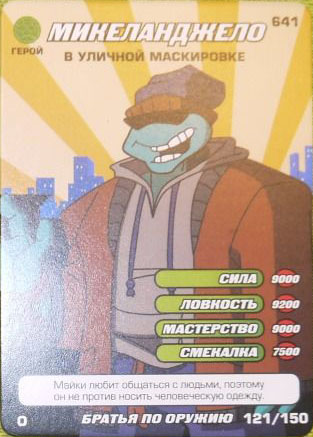 МИКЕЛАНДЖЕЛО 641
ГЕРОЙ
В УЛИЧНОЙ МАСКИРОВКЕ
СИЛА 9000
ЛОВКОСТЬ 9200
МАСТЕРСТВО 9000
СМЕКАЛКА 7500
Майки любит общаться с людьми, поэтому
он не против носить человеческую одежду.
0 БРАТЬЯ ПО ОРУЖИЮ 121/150